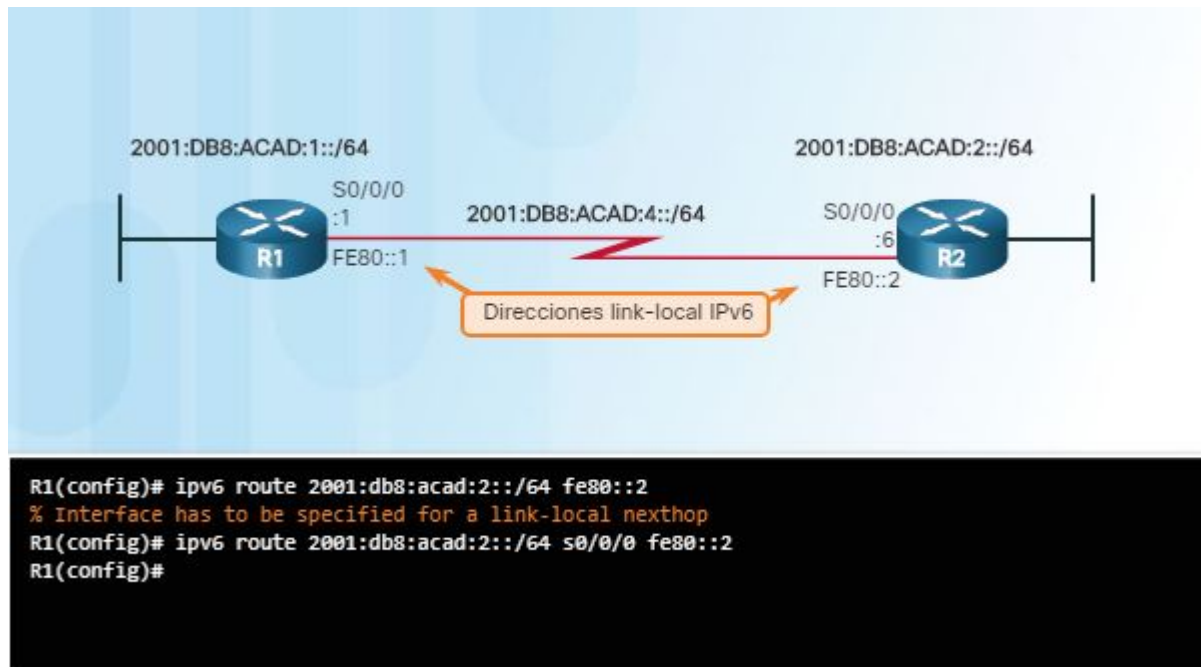 2001:DB8:ACAD:1::/64
2001:DB8:ACAD:2::/64
S0/0/0
:1
FE80::1
R1
2001:DB8:ACAD:4::/64
S0/0/0
:6
FE80::2
R2
Direcciones link-local IPv6
R1(config)# ipv6 route 2001:db8:acad:2::/64 fe80::2
% Interface has to be specified for a link-local nexthop
R1(config)# ipv6 route 2001:db8:acad:2::/64 s0/0/0 fe80::2
R1(config)#